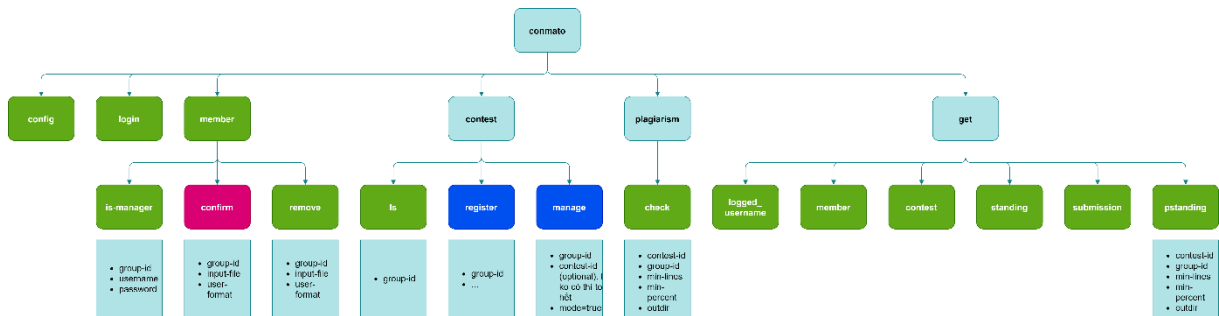 conmato
config
login
member
contest
plagiarism
get
is-manager
confirm
remove
ls
register
manage
check
logged_
username
member
contest
standing
submission
pstanding
• group-id
• username
• password
• group-id
• input-file
• user-
format
• group-id
• input-file
• user-
format
• group-id
• group-id
• ...
• group-id
• contest-id
(optional),
ko có thì to
hết
• mode=true
• contest-id
• group-id
• min-lines
• min-
percent
• outdir
• contest-id
• group-id
• min-lines
• min-
percent
• outdir